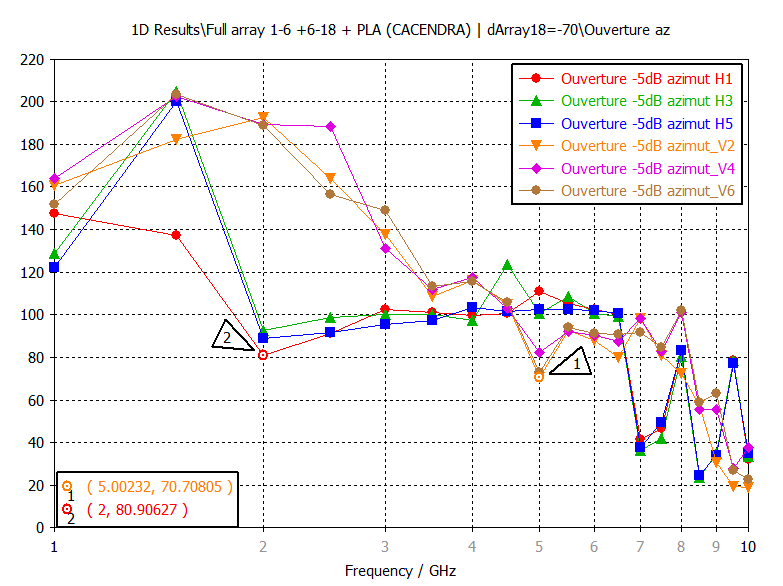 1D Results\Full array 1-6 +6-18 + PLA (CACENDRA) | dArray18=-70\Ouverture az
220
200
180
160
140
120
100
80
60
40
20
0
Ouverture -5dB azimut H1
Ouverture -5dB azimut H3
Ouverture -5dB azimut H5
Ouverture -5dB azimut_V2
Ouverture -5dB azimut_V4
Ouverture -5dB azimut_V6
2
1
1 ( 5.00232, 70.70805 )
2 ( 2, 80.90627 )
1 2 3 4 5 6 7 8 9 10
Frequency / GHz